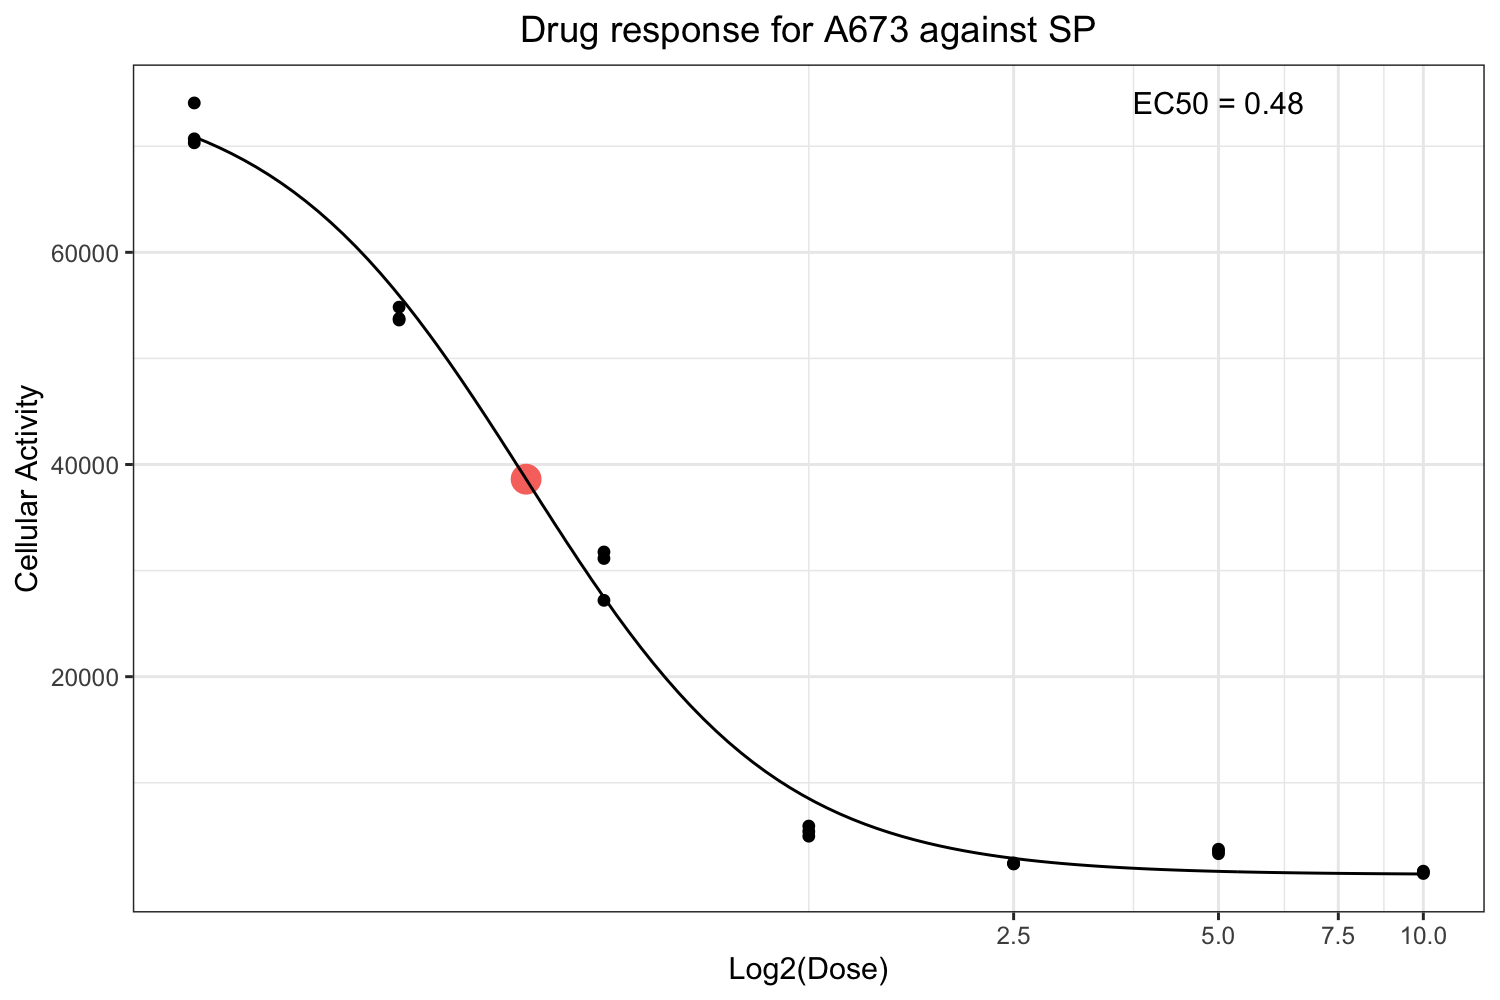 Drug response for A673 against SP
EC50 = 0.48
60000
40000
20000
Cellular Activity
2.5 5.0 7.5 10.0
Log2(Dose)